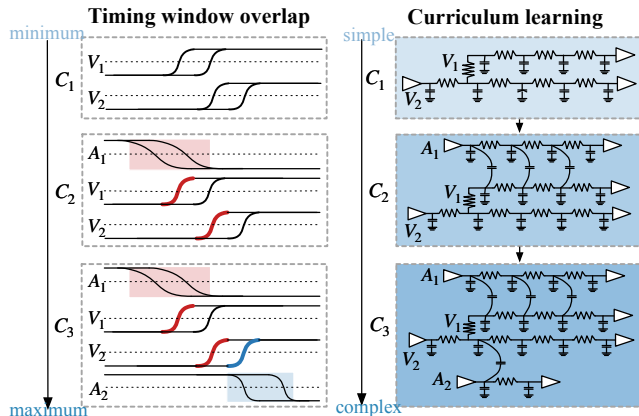 Timing window overlap
minimum
C1
V1
V2
C2
A1
V1
V2
C3
A1
V1
V2
A2
maximum
Curriculum learning
simple
C1
V1
V2
C2
A1
V1
V2
C3
A1
V1
V2
A2
complex